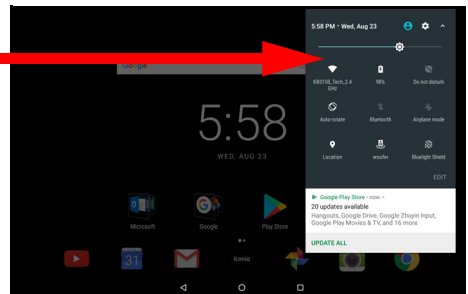 5:58 PM • Wed, Aug 23
Google
KB0150_Tech_2.4
GHz
98%
Do not disturb
Auto-rotate
Bluetooth
Airplane mode
5:58
WED, AUG 23
Location
woofer
Bluelight Shield
EDIT
Google Play Store • now
20 updates available
Hangouts, Google Drive, Google Zhuyin Input,
Google Play Movies & TV, and 16
more
UPDATE ALL
Microsoft
Google
Play Store
31
Iconia